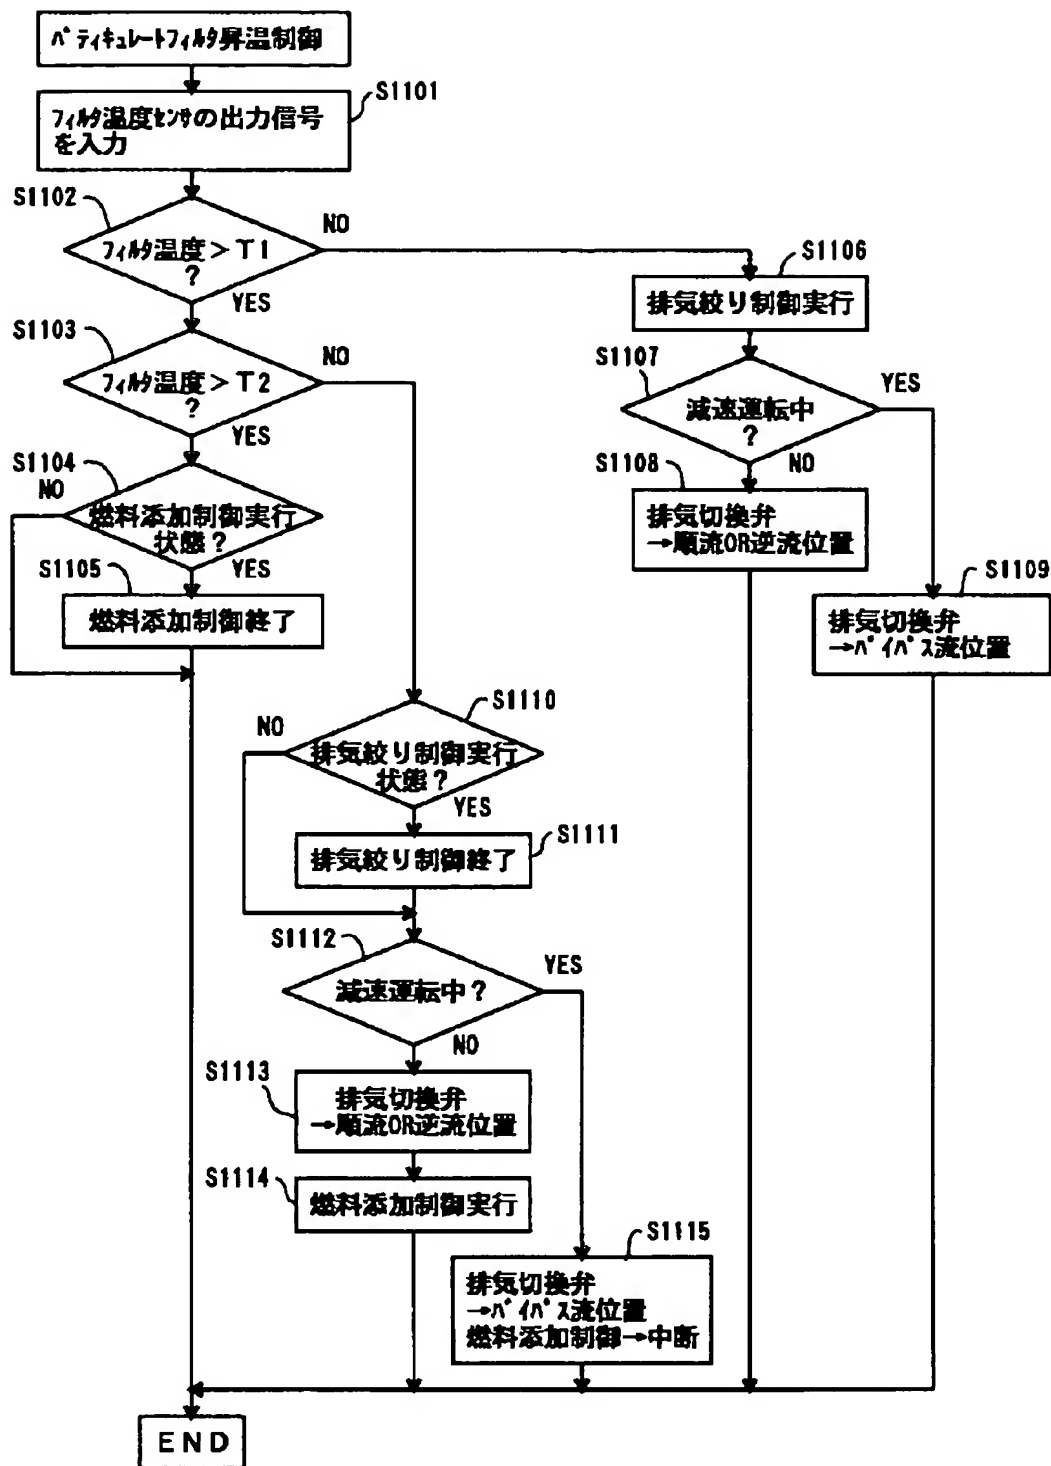 パティキュレートフィルタ昇温制御
S1101
フィルタ温度センサの出力信号
を入力
S1102
NO
フィルタ温度>T1
?
YES
S1106
排気絞り制御実行
S1103
NO
フィルタ温度>T2
?
YES
S1107
YES
減速運転中
?
NO
S1104
NO
燃料添加制御実行
状態?
YES
S1108
排気切換弁
→順流OR逆流位置
S1105
燃料添加制御終了
S1109
排気切換弁
→バイパス流位置
S1110
NO
排気絞り制御実行
状態?
YES
S1111
排気絞り制御終了
S1112
YES
減速運転中?
NO
S1113
排気切換弁
→順流OR逆流位置
S1114
燃料添加制御実行
S1115
排気切換弁
→バイパス流位置
燃料添加制御→中断
END